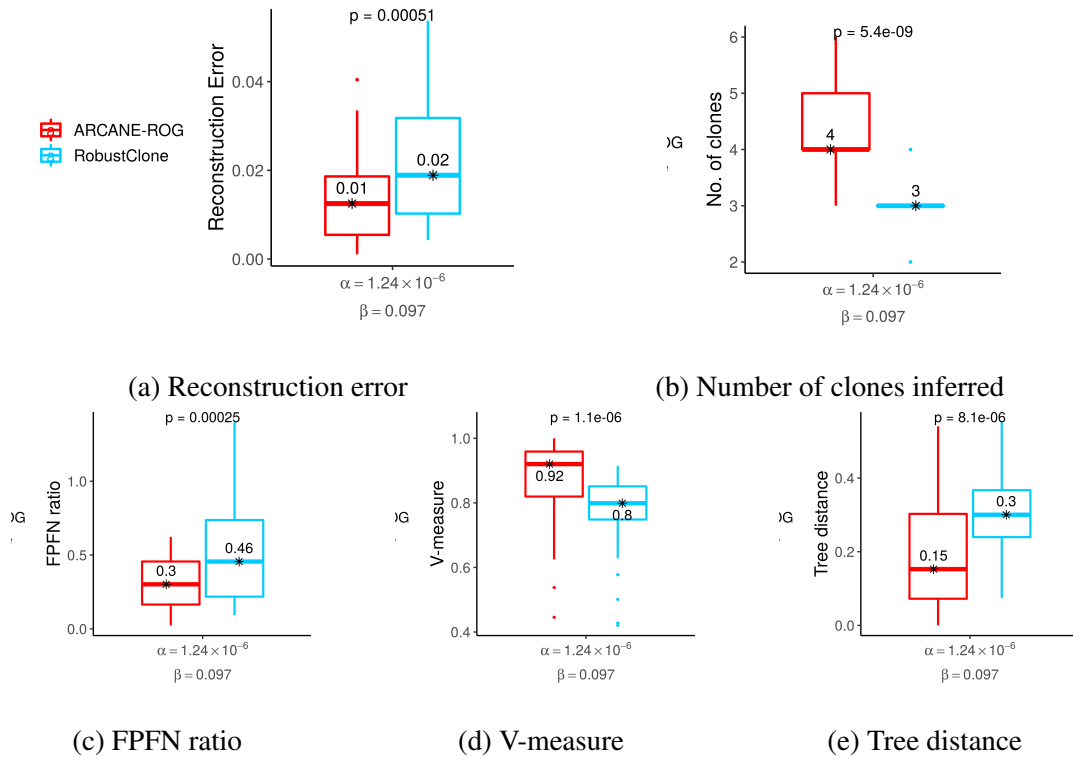 p = 0.00051
Reconstruction Error
0.04
0.02
0.00
0.01
0.02
ARCANE-ROG
RobustClone
α = 1.24 × 10⁻⁶
β = 0.097
(a) Reconstruction error
p = 5.4e-09
No. of clones
6
5
4
3
2
4
3
α = 1.24 × 10⁻⁶
β = 0.097
(b) Number of clones inferred
p = 0.00025
FPFN ratio
1.0
0.5
0.0
0.3
0.46
α = 1.24 × 10⁻⁶
β = 0.097
(c) FPFN ratio
p = 1.1e-06
V-measure
1.0
0.8
0.6
0.4
0.92
0.8
α = 1.24 × 10⁻⁶
β = 0.097
(d) V-measure
p = 8.1e-06
Tree distance
0.4
0.2
0.0
0.15
0.3
α = 1.24 × 10⁻⁶
β = 0.097
(e) Tree distance